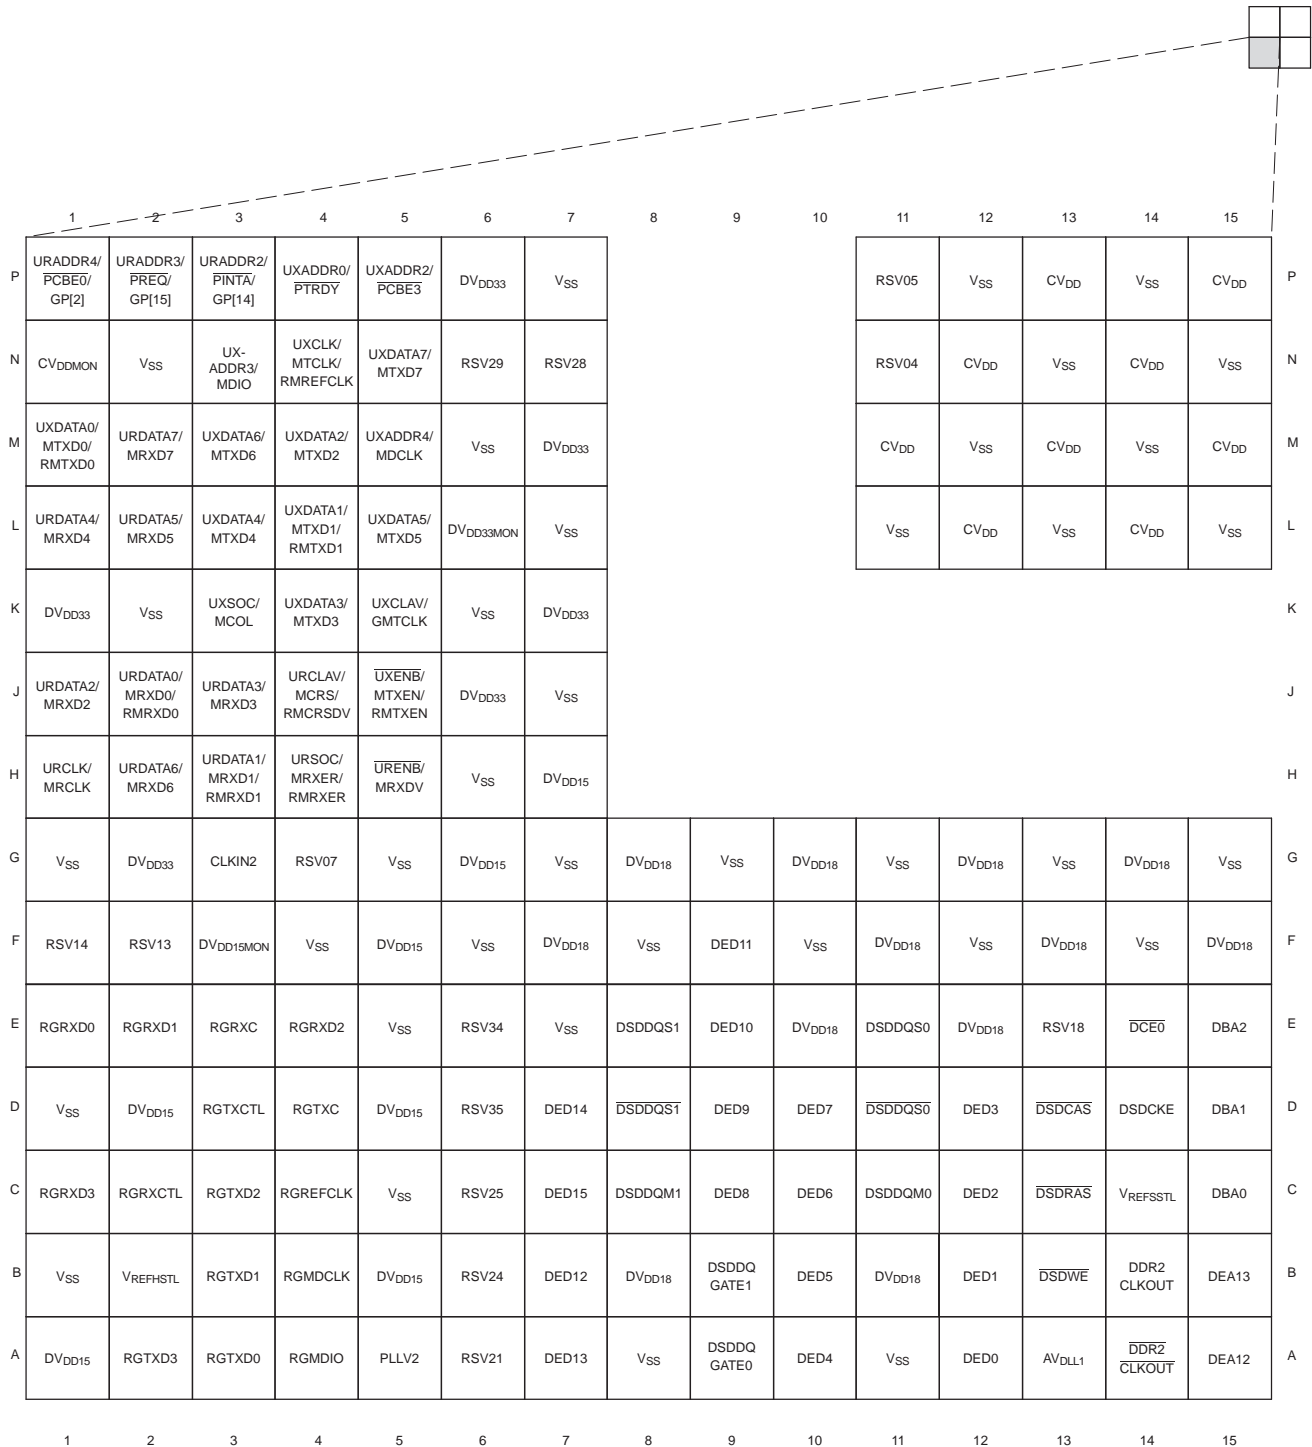 1 2 3 4 5 6 7 8 9 10 11 12 13 14 15
P URADDR4/ PCBE0/ GP[2] URADDR3/ PREQ/ GP[15] URADDR2/ PINTA/ GP[14] UXADDR0/ PTRDY UXADDR2/ PCBE3 DVDD33 VSS RSV05 VSS CVDD VSS CVDD P
N CVDDMON VSS UX- ADDR3/ MDIO UXCLK/ MTCLK/ RMREFCLK UXDATA7/ MTXD7 RSV29 RSV28 RSV04 CVDD VSS CVDD VSS N
M UXDATA0/ MTXD0/ RMTXD0 URDATA7/ MRXD7 UXDATA6/ MTXD6 UXDATA2/ MTXD2 UXADDR4/ MDCLK VSS DVDD33 CVDD VSS CVDD VSS CVDD M
L URDATA4/ MRXD4 URDATA5/ MRXD5 UXDATA4/ MTXD4 UXDATA1/ MTXD1/ RMTXD1 UXDATA5/ MTXD5 DVDD33MON VSS VSS CVDD VSS CVDD VSS L
K DVDD33 VSS UXSOC/ MCOL UXDATA3/ MTXD3 UXCLAV/ GMTCLK VSS DVDD33 K
J URDATA2/ MRXD2 URDATA0/ MRXD0/ RMRXD0 URDATA3/ MRXD3 URCLAV/ MCRS/ RMCRSDV UXENB/ MTXEN/ RMTXEN DVDD33 VSS J
H URCLK/ MRCLK URDATA6/ MRXD6 URDATA1/ MRXD1/ RMRXD1 URSOC/ MRXER/ RMRXER URENB/ MRXDV VSS DVDD15 H
G VSS DVDD33 CLKIN2 RSV07 VSS DVDD15 VSS DVDD18 VSS DVDD18 VSS DVDD18 VSS DVDD18 VSS G
F RSV14 RSV13 DVDD15MON VSS DVDD15 VSS DVDD18 VSS DED11 VSS DVDD18 VSS DVDD18 VSS DVDD18 F
E RGRXD0 RGRXD1 RGRXC RGRXD2 VSS RSV34 VSS DSDDQS1 DED10 DVDD18 DSDDQS0 DVDD18 RSV18 DCE0 DBA2 E
D VSS DVDD15 RGTXCTL RGTXC DVDD15 RSV35 DED14 DSDDQS1 DED9 DED7 DSDDQS0 DED3 DSDCAS DSDCKE DBA1 D
C RGRXD3 RGRXCTL RGTXD2 RGREFCLK VSS RSV25 DED15 DSDDQM1 DED8 DED6 DSDDQM0 DED2 DSDRAS VREFSSTL DBA0 C
B VSS VREFHSTL RGTXD1 RGMDCLK DVDD15 RSV24 DED12 DVDD18 DSDDQ GATE1 DED5 DVDD18 DED1 DSDWE DDR2 CLKOUT DEA13 B
A DVDD15 RGTXD3 RGTXD0 RGMDIO PLLV2 RSV21 DED13 VSS DSDDQ GATE0 DED4 VSS DED0 AVDLL1 DDR2 CLKOUT DEA12 A
1 2 3 4 5 6 7 8 9 10 11 12 13 14 15